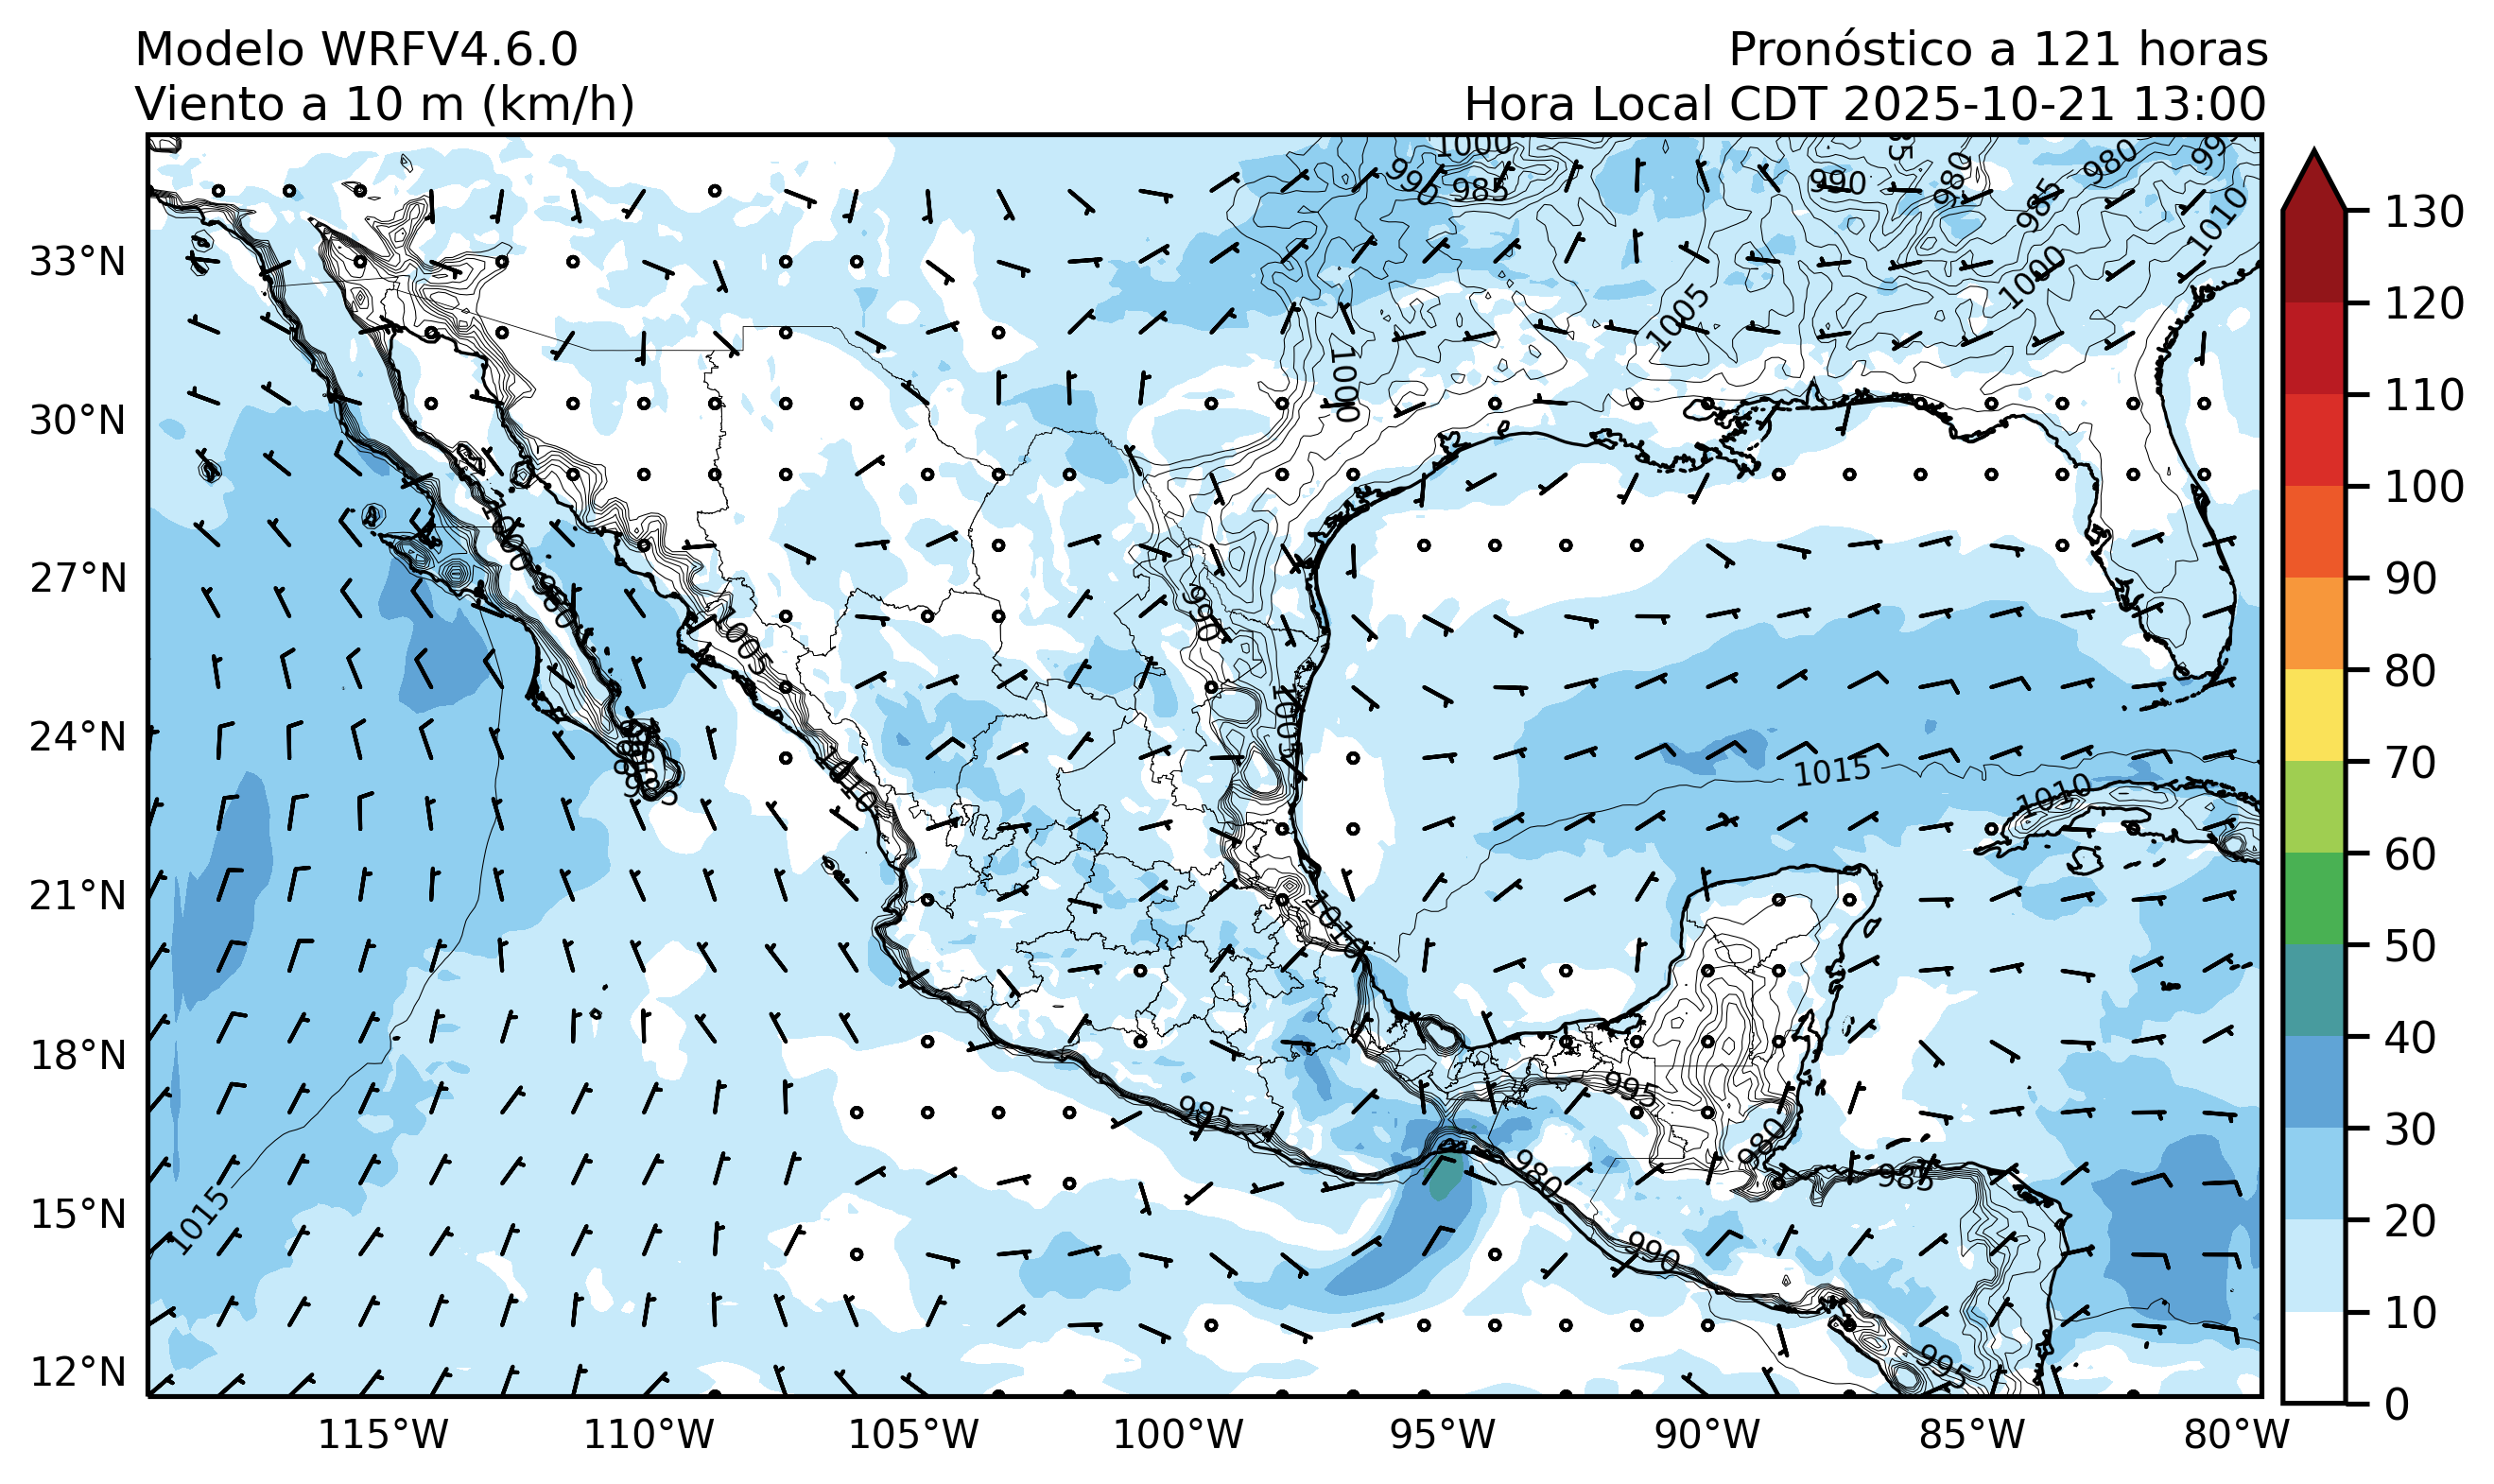 Modelo WRFV4.6.0
Viento a 10 m (km/h)
Pronóstico a 121 horas
Hora Local CDT 2025-10-21 13:00
1000
990
985
990
980
985
980
1010
1000
1005
1000
990
1005
1005
1010
1015
1010
1010
995
985
980
980
985
990
995
1015
33°N
30°N
27°N
24°N
21°N
18°N
15°N
12°N
115°W
110°W
105°W
100°W
95°W
90°W
85°W
80°W
130
120
110
100
90
80
70
60
50
40
30
20
10
0